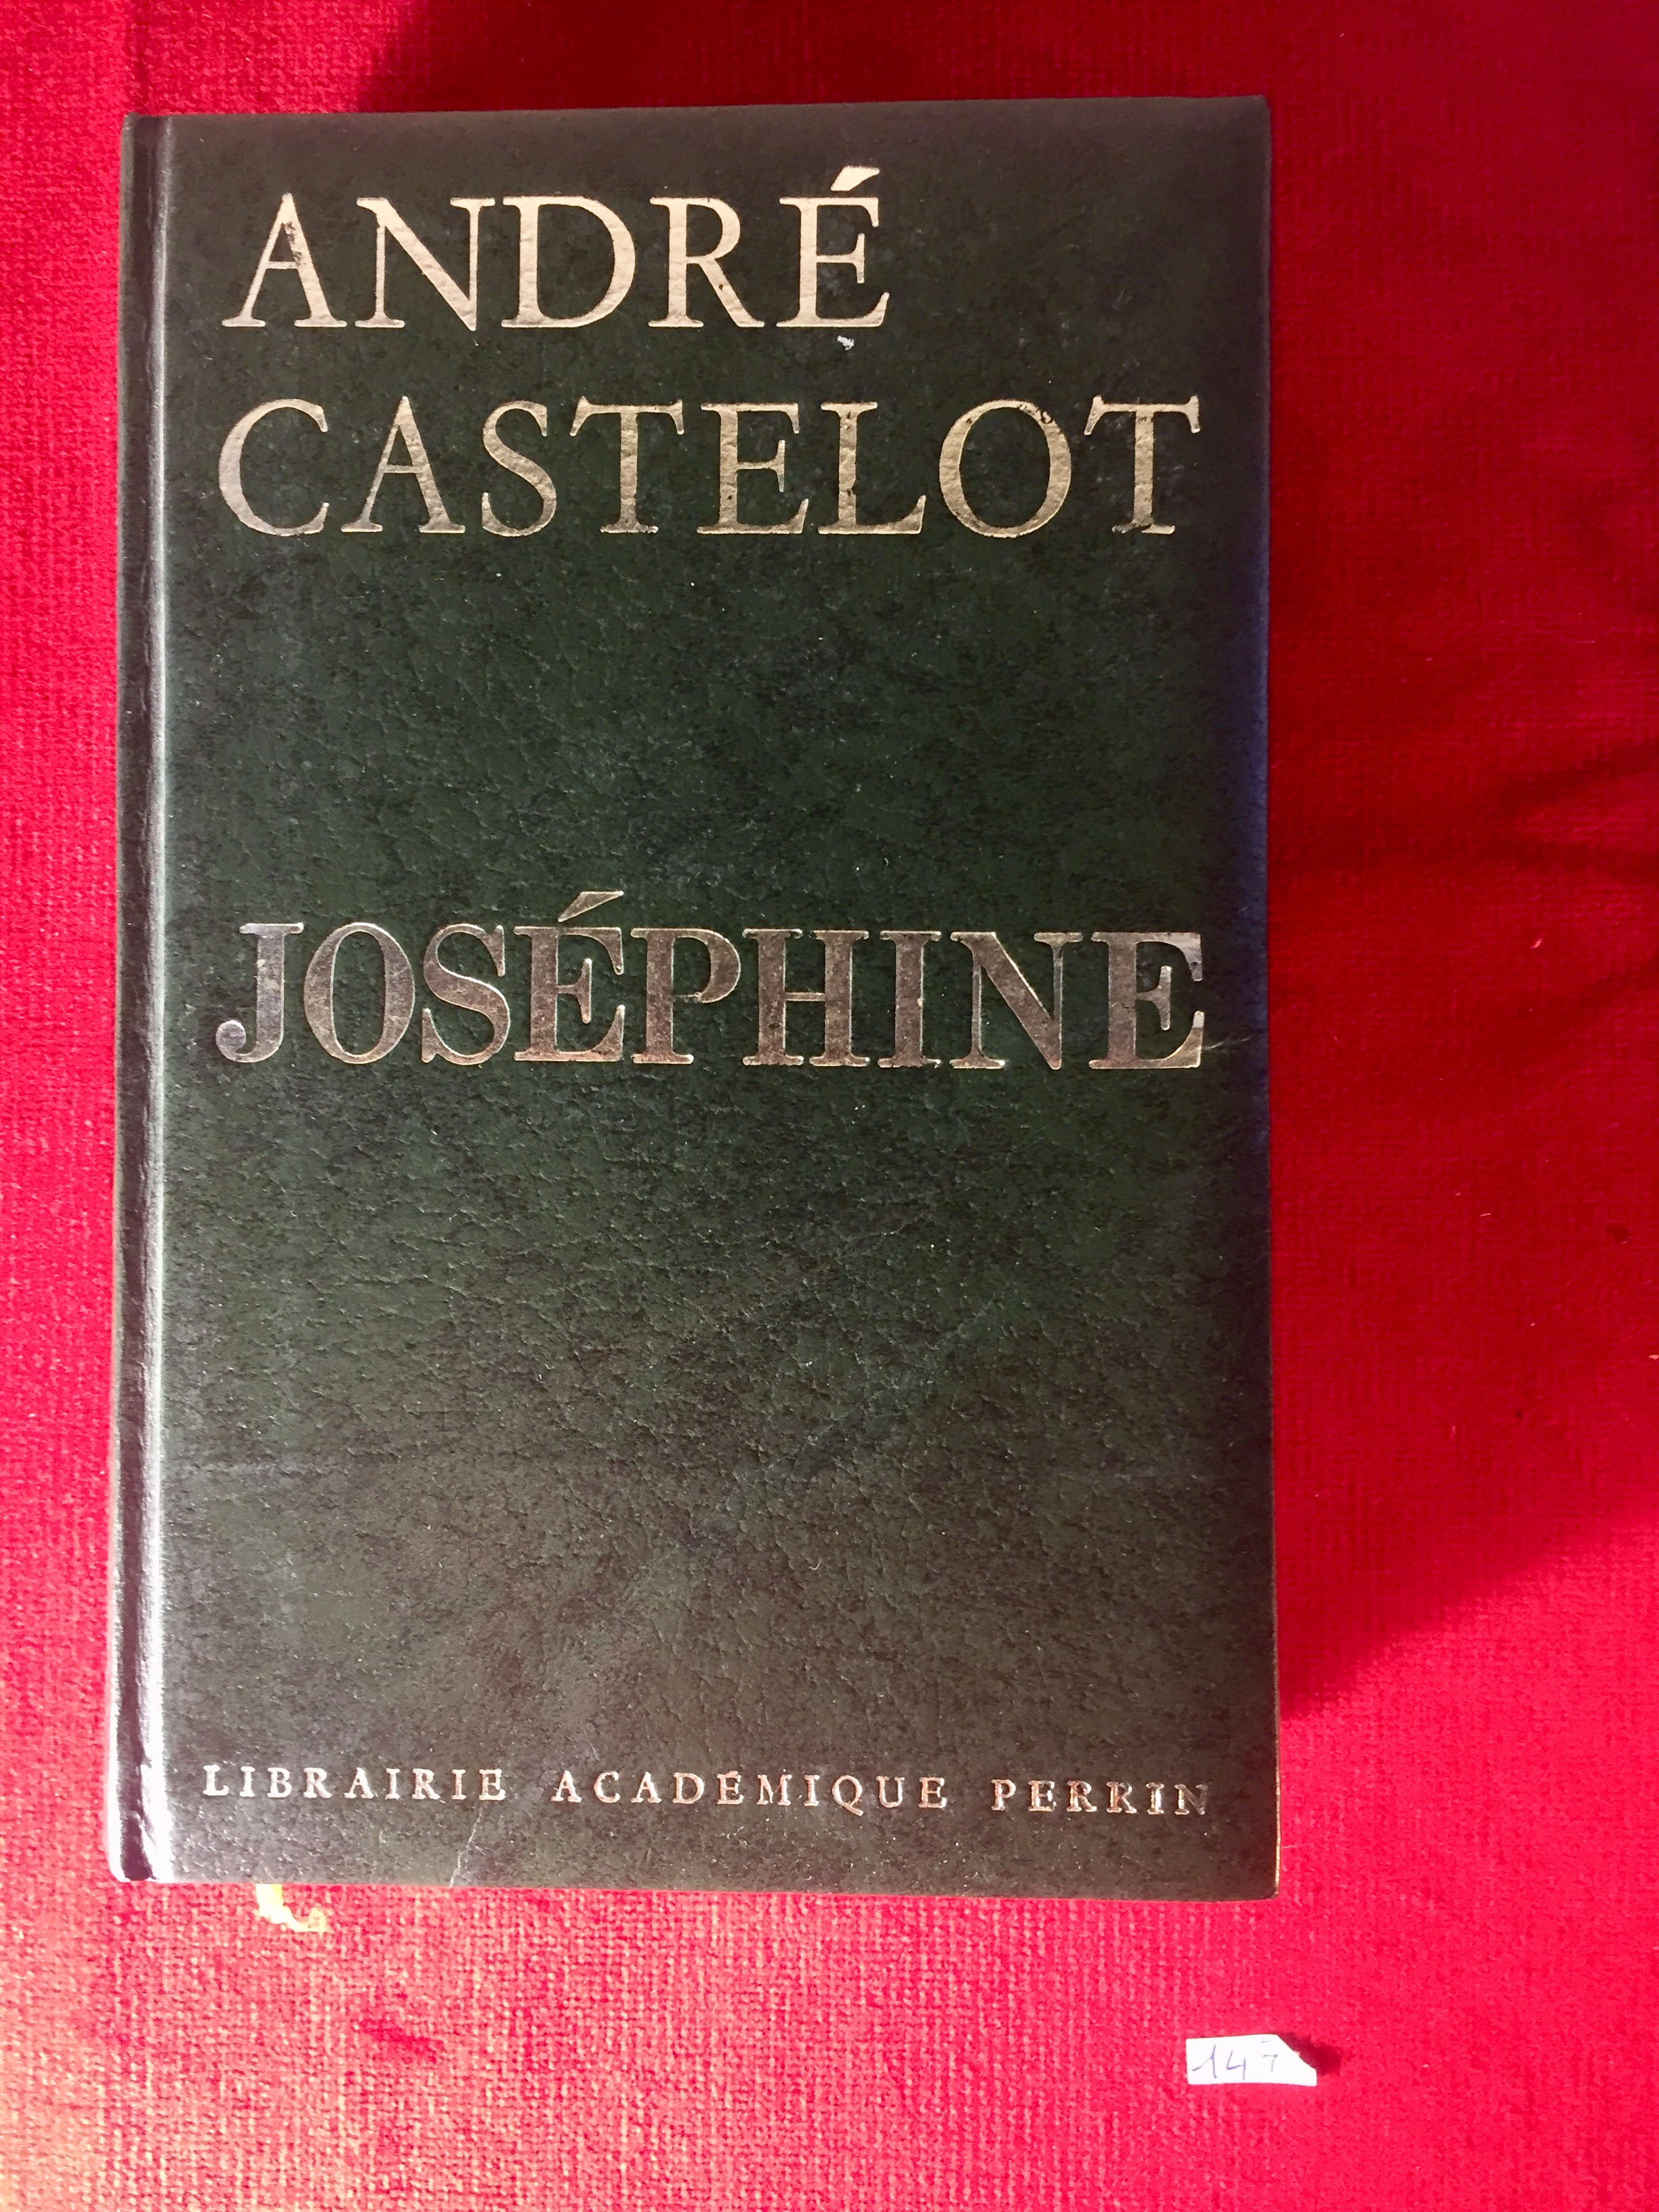 ANDRÉ
CASTELOT
JOSÉPHINE
LIBRAIRIE ACADÉMIQUE PERRIN
147